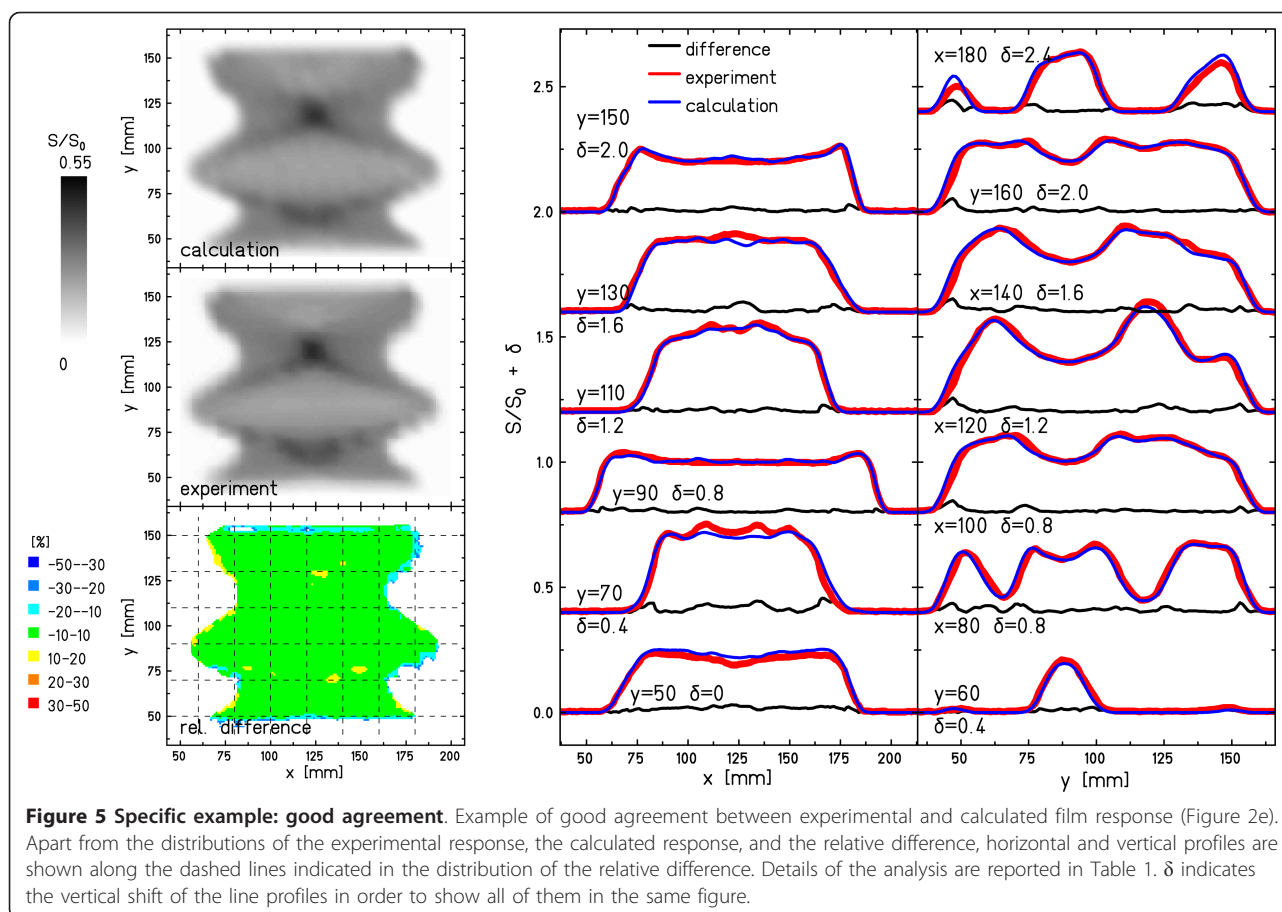 S/S0
0.55
0
y [mm]
150
125
100
75
50
calculation
y [mm]
150
125
100
75
50
experiment
[%]
-50--30
-30--20
-20--10
-10-10
10-20
20-30
30-50
y [mm]
150
125
100
75
50
rel. difference
50 75 100 125 150 175 200
x [mm]
S/S0 + δ
2.5
2.0
1.5
1.0
0.5
0.0
difference
experiment
calculation
y=150
δ=2.0
y=130
δ=1.6
y=110
δ=1.2
y=90 δ=0.8
y=70
δ=0.4
y=50 δ=0
50 75 100 125 150 175 200
x [mm]
x=180 δ=2.4
y=160 δ=2.0
x=140 δ=1.6
x=120 δ=1.2
x=100 δ=0.8
x=80 δ=0.8
y=60
δ=0.4
50 100 150
y [mm]
Figure 5 Specific example: good agreement. Example of good agreement between experimental and calculated film response (Figure 2e).
Apart from the distributions of the experimental response, the calculated response, and the relative difference, horizontal and vertical profiles are
shown along the dashed lines indicated in the distribution of the relative difference. Details of the analysis are reported in Table 1. δ indicates
the vertical shift of the line profiles in order to show all of them in the same figure.